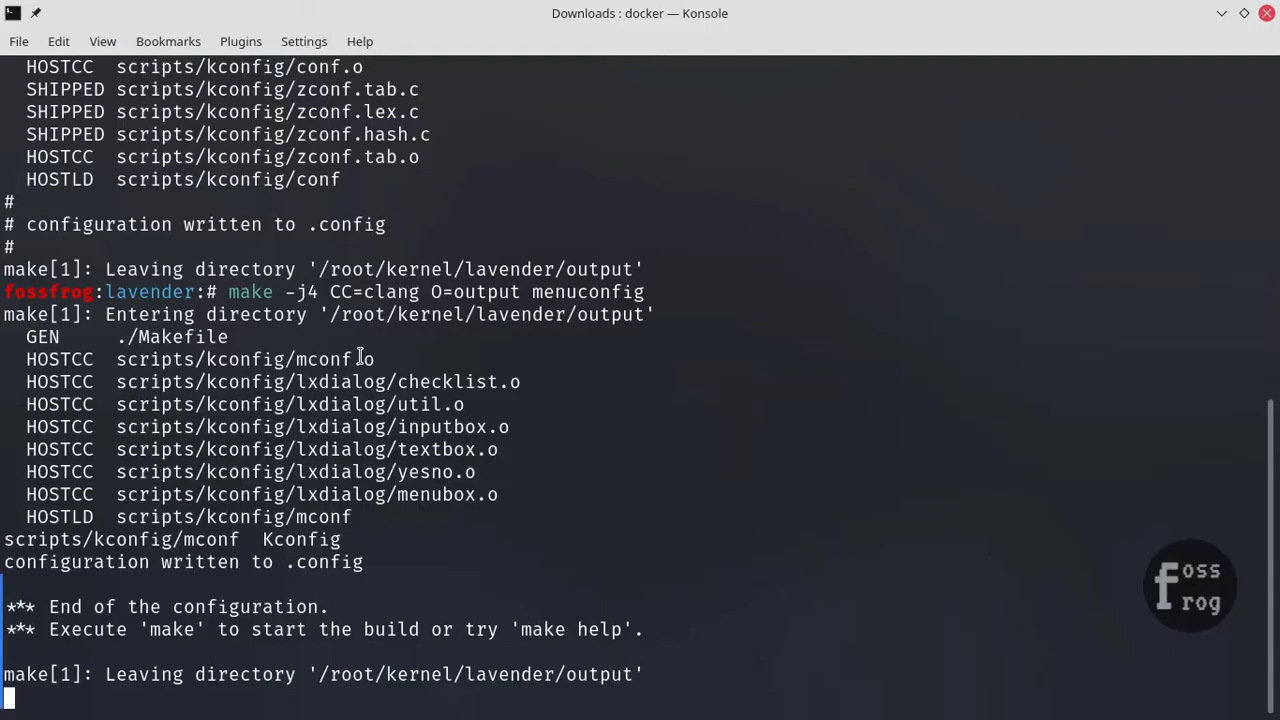 Downloads : docker — Konsole
File Edit View Bookmarks Plugins Settings Help
HOSTCC scripts/kconfig/conf.o
SHIPPED scripts/kconfig/zconf.tab.c
SHIPPED scripts/kconfig/zconf.lex.c
SHIPPED scripts/kconfig/zconf.hash.c
HOSTCC scripts/kconfig/zconf.tab.o
HOSTLD scripts/kconfig/conf
#
# configuration written to .config
#
make[1]: Leaving directory '/root/kernel/lavender/output'
fossfrog:lavender:# make -j4 CC=clang O=output menuconfig
make[1]: Entering directory '/root/kernel/lavender/output'
GEN ./Makefile
HOSTCC scripts/kconfig/mconf.o
HOSTCC scripts/kconfig/lxdialog/checklist.o
HOSTCC scripts/kconfig/lxdialog/util.o
HOSTCC scripts/kconfig/lxdialog/inputbox.o
HOSTCC scripts/kconfig/lxdialog/textbox.o
HOSTCC scripts/kconfig/lxdialog/yesno.o
HOSTCC scripts/kconfig/lxdialog/menubox.o
HOSTLD scripts/kconfig/mconf
scripts/kconfig/mconf Kconfig
configuration written to .config
*** End of the configuration.
*** Execute 'make' to start the build or try 'make help'.
make[1]: Leaving directory '/root/kernel/lavender/output'
foss
frog